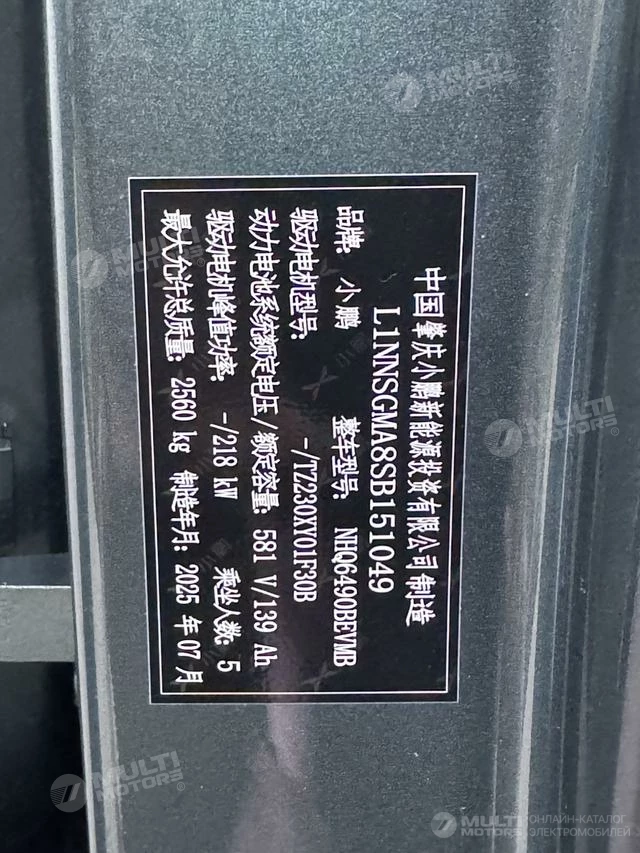 中国肇庆小鹏新能源投资有限公司制造
L1NNSGMA8SB151049
品牌: 小鹏 整车型号: NHQ6490BEVMB
驱动电机型号: -/TZ230XY01F30B
动力电池系统额定电压/额定容量: 581 V/139 Ah
驱动电机峰值功率: -/218 kW 乘坐人数: 5
最大允许总质量: 2560 kg 制造年月: 2025 年 07 月
MULTI MOTORS®
MULTI MOTORS®
MULTI MOTORS®
MULTI MOTORS®
MULTI MOTORS®
MULTI MOTORS® ОНЛАЙН-КАТАЛОГ ЭЛЕКТРОМОБИЛЕЙ